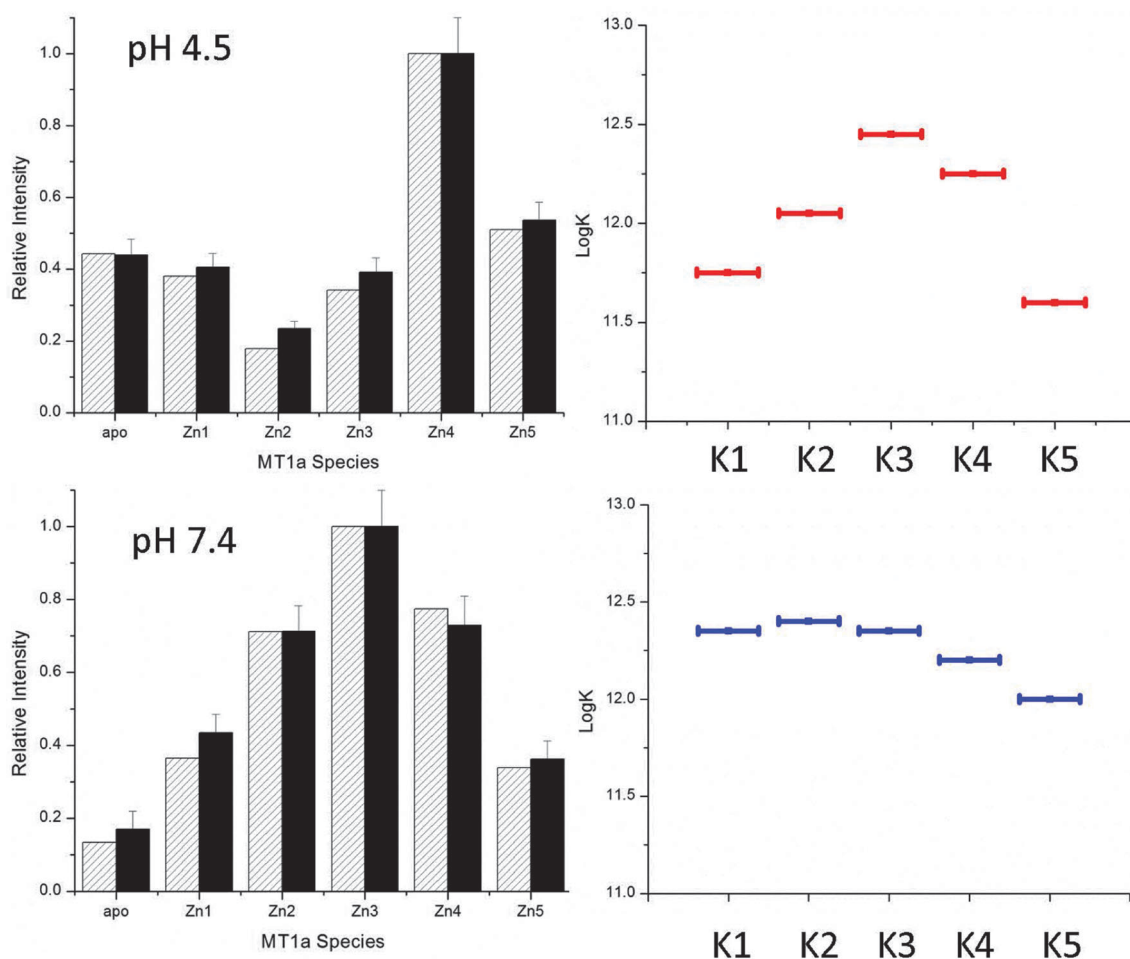 pH 4.5
Relative Intensity
1.0
0.8
0.6
0.4
0.2
0.0
apo Zn1 Zn2 Zn3 Zn4 Zn5
MT1a Species
LogK
13.0
12.5
12.0
11.5
11.0
K1 K2 K3 K4 K5
pH 7.4
Relative Intensity
1.0
0.8
0.6
0.4
0.2
0.0
apo Zn1 Zn2 Zn3 Zn4 Zn5
MT1a Species
LogK
13.0
12.5
12.0
11.5
11.0
K1 K2 K3 K4 K5